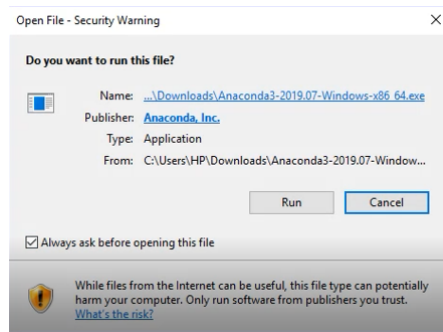 Open File - Security Warning
Do you want to run this file?
Name: ...\Downloads\Anaconda3-2019.07-Windows-x86_64.exe
Publisher: Anaconda, Inc.
Type: Application
From: C:\Users\HP\Downloads\Anaconda3-2019.07-Window...
Run Cancel
Always ask before opening this file
While files from the Internet can be useful, this file type can potentially
harm your computer. Only run software from publishers you trust.
What's the risk?